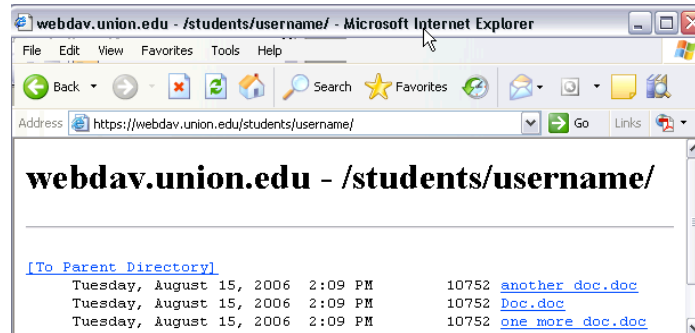 webdav.union.edu - /students/username/ - Microsoft Internet Explorer
File Edit View Favorites Tools Help
Back Search Favorites
Address https://webdav.union.edu/students/username/ Go Links
webdav.union.edu - /students/username/
[To Parent Directory]
Tuesday, August 15, 2006 2:09 PM 10752 another doc.doc
Tuesday, August 15, 2006 2:09 PM 10752 Doc.doc
Tuesday, August 15, 2006 2:09 PM 10752 one more doc.doc